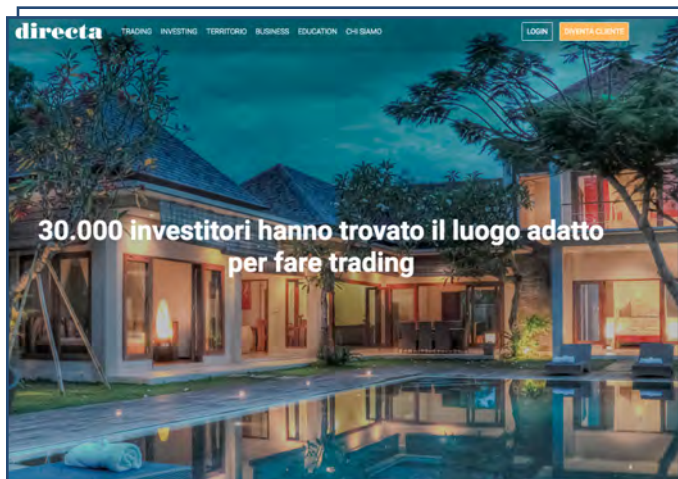 directa TRADING INVESTING TERRITORIO BUSINESS EDUCATION CHI SIAMO LOGIN DIVENTA CLIENTE
30.000 investitori hanno trovato il luogo adatto
per fare trading